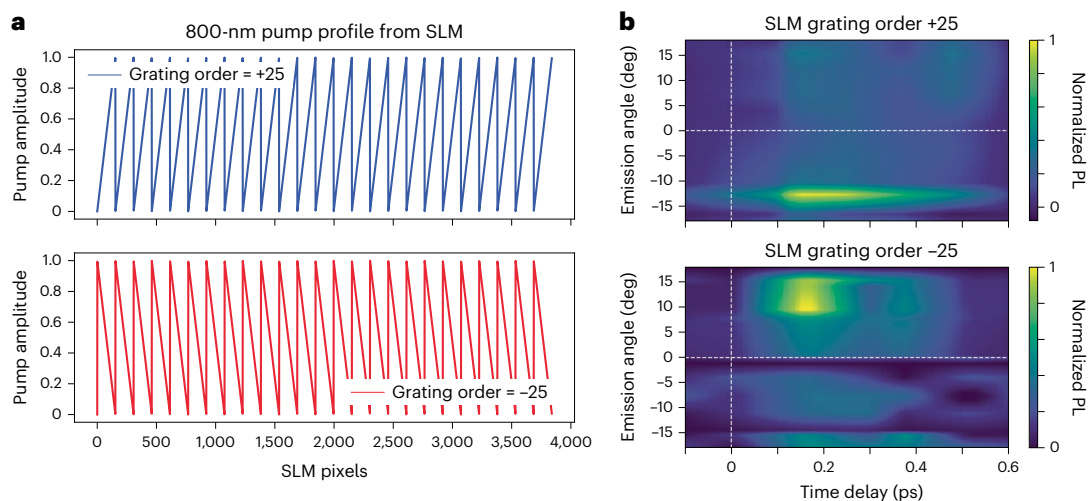 a
800-nm pump profile from SLM
Pump amplitude
1.0
0.8
0.6
0.4
0.2
0
Grating order = +25
Pump amplitude
1.0
0.8
0.6
0.4
0.2
0
Grating order = –25
0
500
1,000
1,500
2,000
2,500
3,000
3,500
4,000
SLM pixels
b
SLM grating order +25
Emission angle (deg)
15
10
5
0
–5
–10
–15
1
0
Normalized PL
SLM grating order –25
Emission angle (deg)
15
10
5
0
–5
–10
–15
1
0
Normalized PL
0
0.2
0.4
0.6
Time delay (ps)